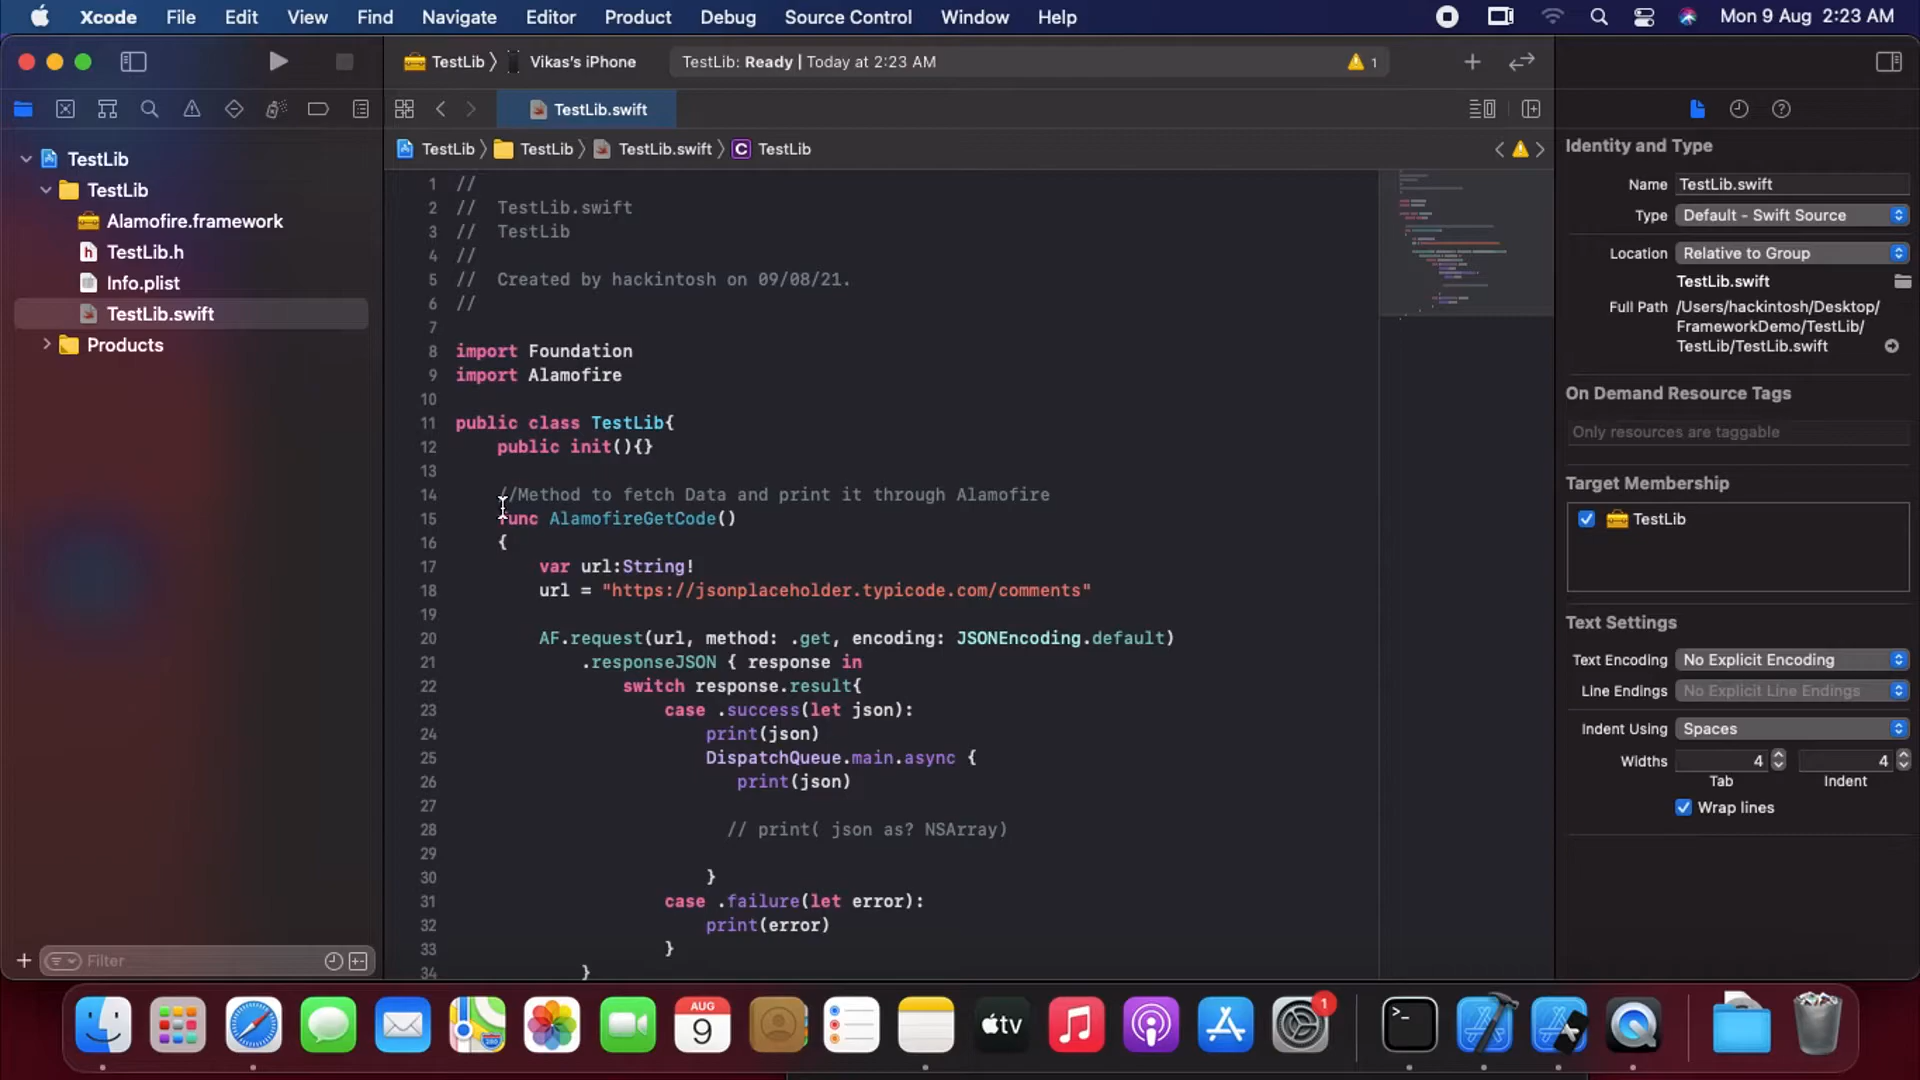 Xcode File Edit View Find Navigate Editor Product Debug Source Control Window Help Mon 9 Aug 2:23 AM
TestLib Vikas's iPhone TestLib: Ready | Today at 2:23 AM 1
TestLib.swift
TestLib TestLib TestLib.swift C TestLib
TestLib
TestLib
Alamofire.framework
h TestLib.h
Info.plist
TestLib.swift
Products
Filter
1 //
2 // TestLib.swift
3 // TestLib
4 //
5 // Created by hackintosh on 09/08/21.
6 //
7
8 import Foundation
9 import Alamofire
10
11 public class TestLib{
12 public init(){}
13
14 //Method to fetch Data and print it through Alamofire
15 func AlamofireGetCode()
16 {
17 var url:String!
18 url = "https://jsonplaceholder.typicode.com/comments"
19
20 AF.request(url, method: .get, encoding: JSONEncoding.default)
21 .responseJSON { response in
22 switch response.result{
23 case .success(let json):
24 print(json)
25 DispatchQueue.main.async {
26 print(json)
27
28 // print( json as? NSArray)
29
30 }
31 case .failure(let error):
32 print(error)
33 }
34 }
Identity and Type
Name TestLib.swift
Type Default - Swift Source
Location Relative to Group
TestLib.swift
Full Path /Users/hackintosh/Desktop/
FrameworkDemo/TestLib/
TestLib/TestLib.swift
On Demand Resource Tags
Only resources are taggable
Target Membership
TestLib
Text Settings
Text Encoding No Explicit Encoding
Line Endings No Explicit Line Endings
Indent Using Spaces
Widths 4 4
Tab Indent
Wrap lines
AUG
9
tv
1
>_